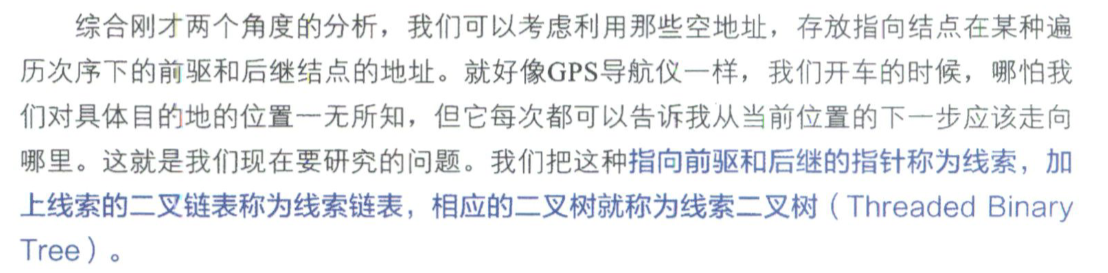 综合刚才两个角度的分析，我们可以考虑利用那些空地址，存放指向结点在某种遍
历次序下的前驱和后继结点的地址。就好像GPS导航仪一样，我们开车的时候，哪怕我
们对具体目的地的位置一无所知，但它每次都可以告诉我从当前位置的下一步应该走向
哪里。这就是我们现在要研究的问题。我们把这种指向前驱和后继的指针称为线索，加
上线索的二叉链表称为线索链表，相应的二叉树就称为线索二叉树（Threaded Binary
Tree）。